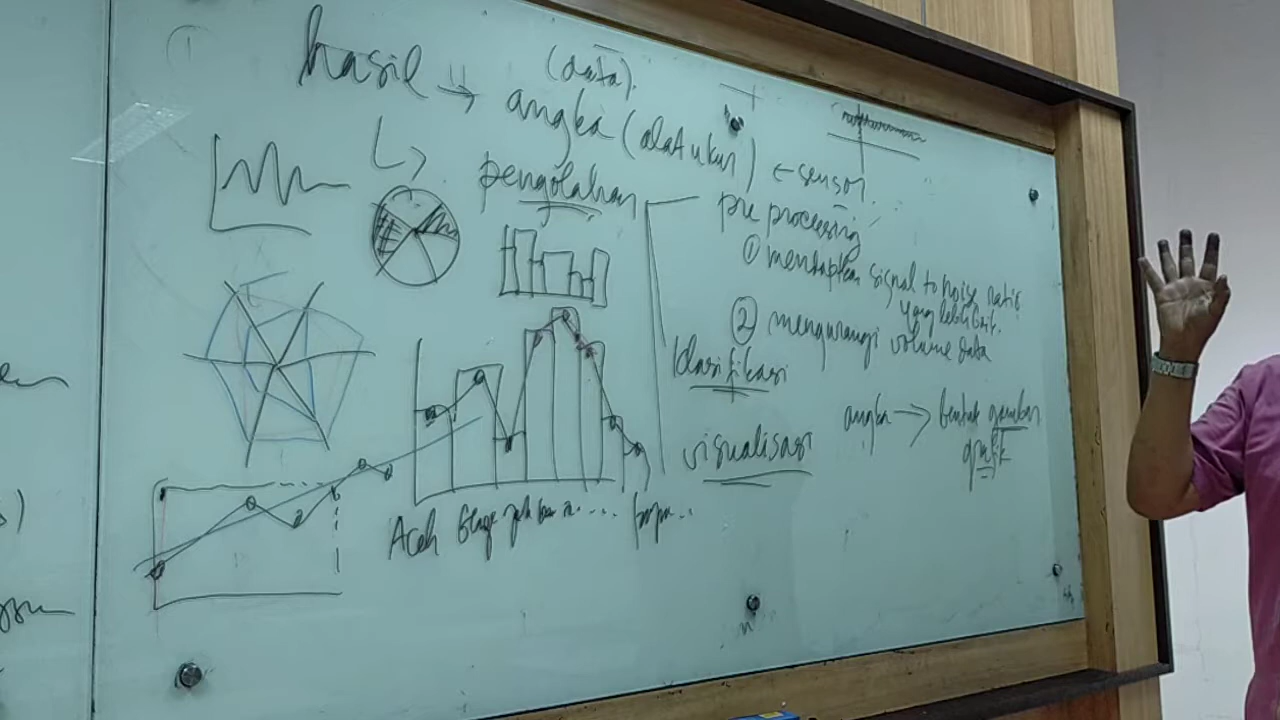 hasil → angka (alat ukur) ← sensor
(data).
pengolahan
pre processing
① mendaptkan signal to noise ratio
yang lebih baik.
② mengurangi volume data
klasifikasi
visualisasi
angka → bentuk gambar
grafik
Aceh